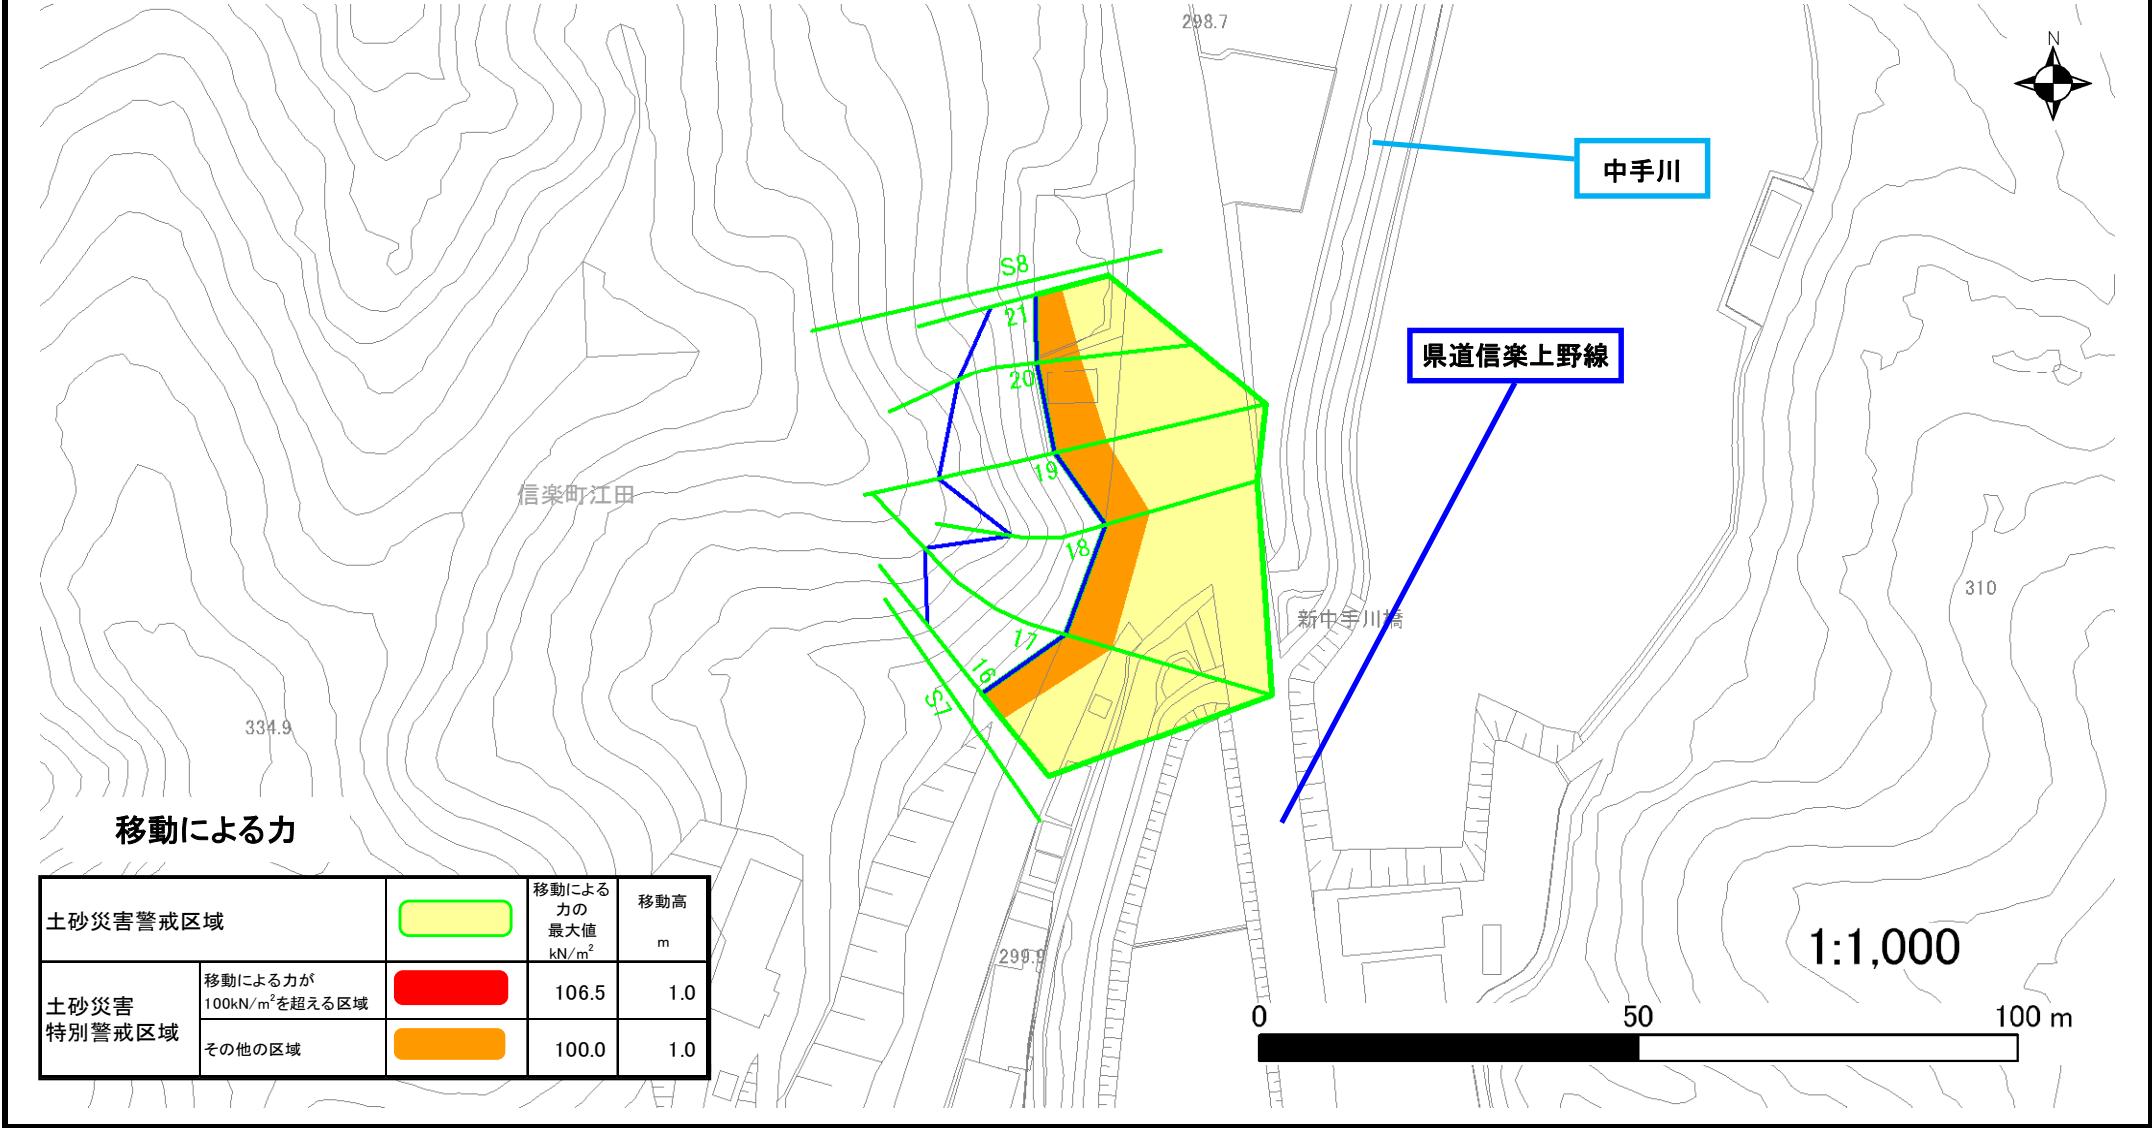 298.7
N
中手川
S8
21
県道信楽上野線
20
19
信楽町江田
18
310
新中手川橋
17
16
S7
334.9
移動による力
土砂災害警戒区域
移動による
力の
最大値
kN/m²
移動高
m
土砂災害
特別警戒区域
移動による力が
100kN/m²を超える区域
106.5
1.0
その他の区域
100.0
1.0
299.9
1:1,000
0
50
100 m